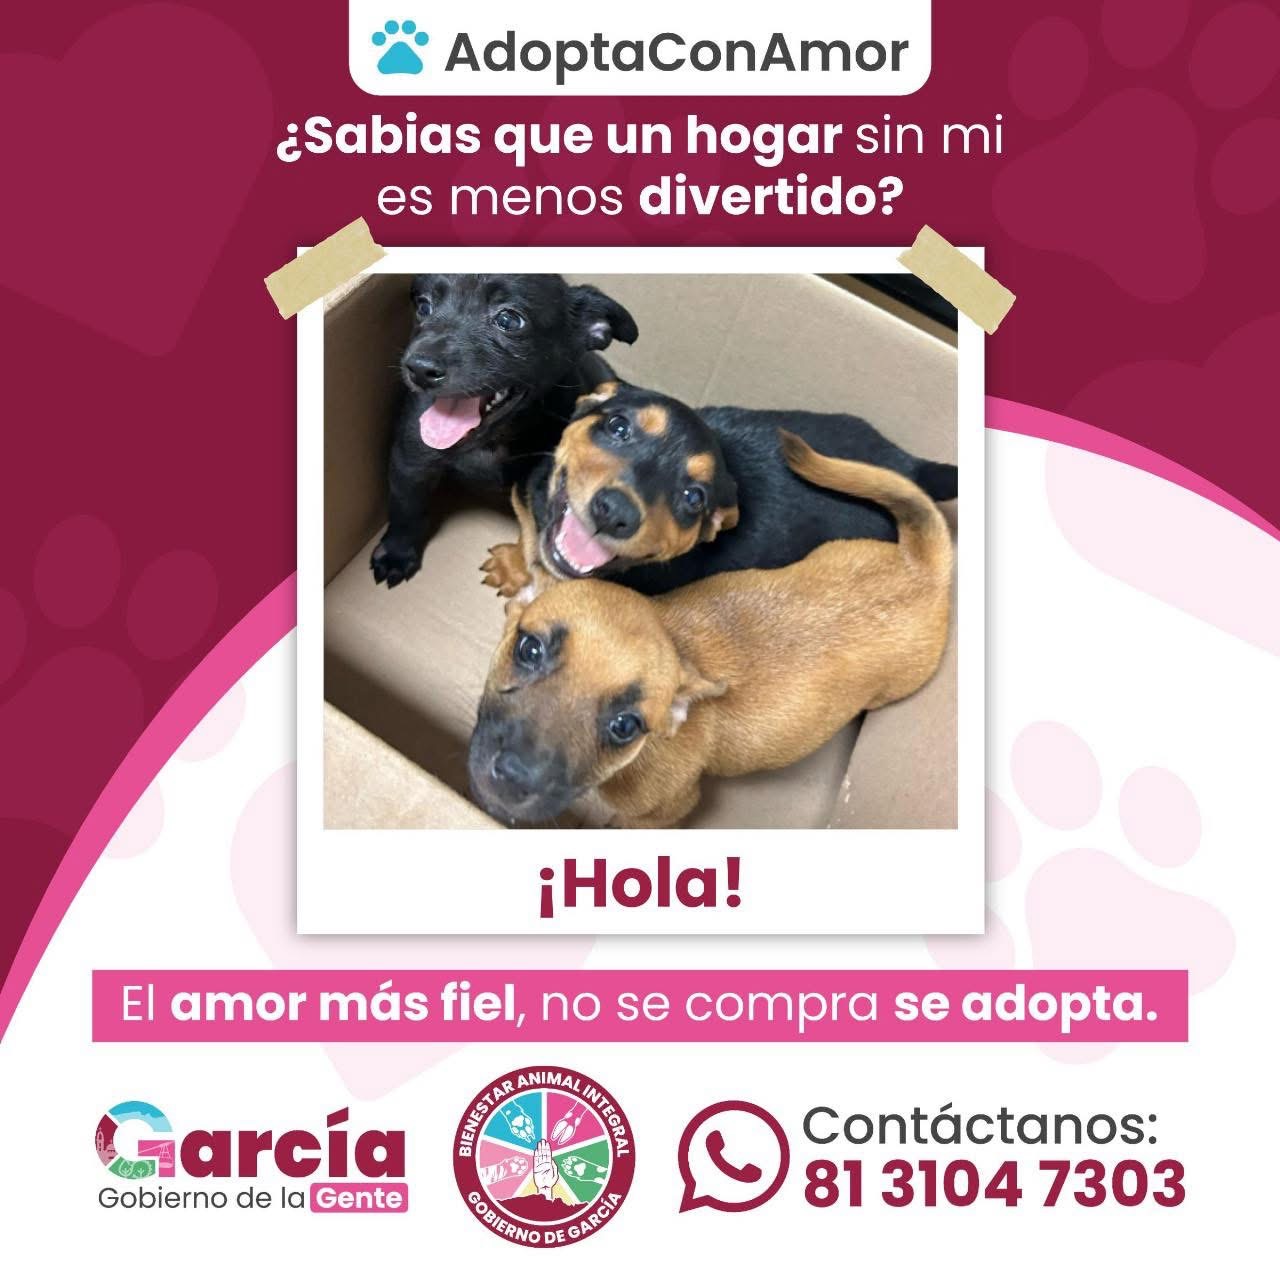 AdoptaConAmor
¿Sabias que un hogar sin mi
es menos divertido?
¡Hola!
El amor más fiel, no se compra se adopta.
García
Gobierno de la Gente
BIENESTAR ANIMAL INTEGRAL
GOBIERNO DE GARCÍA
Contáctanos:
81 3104 7303